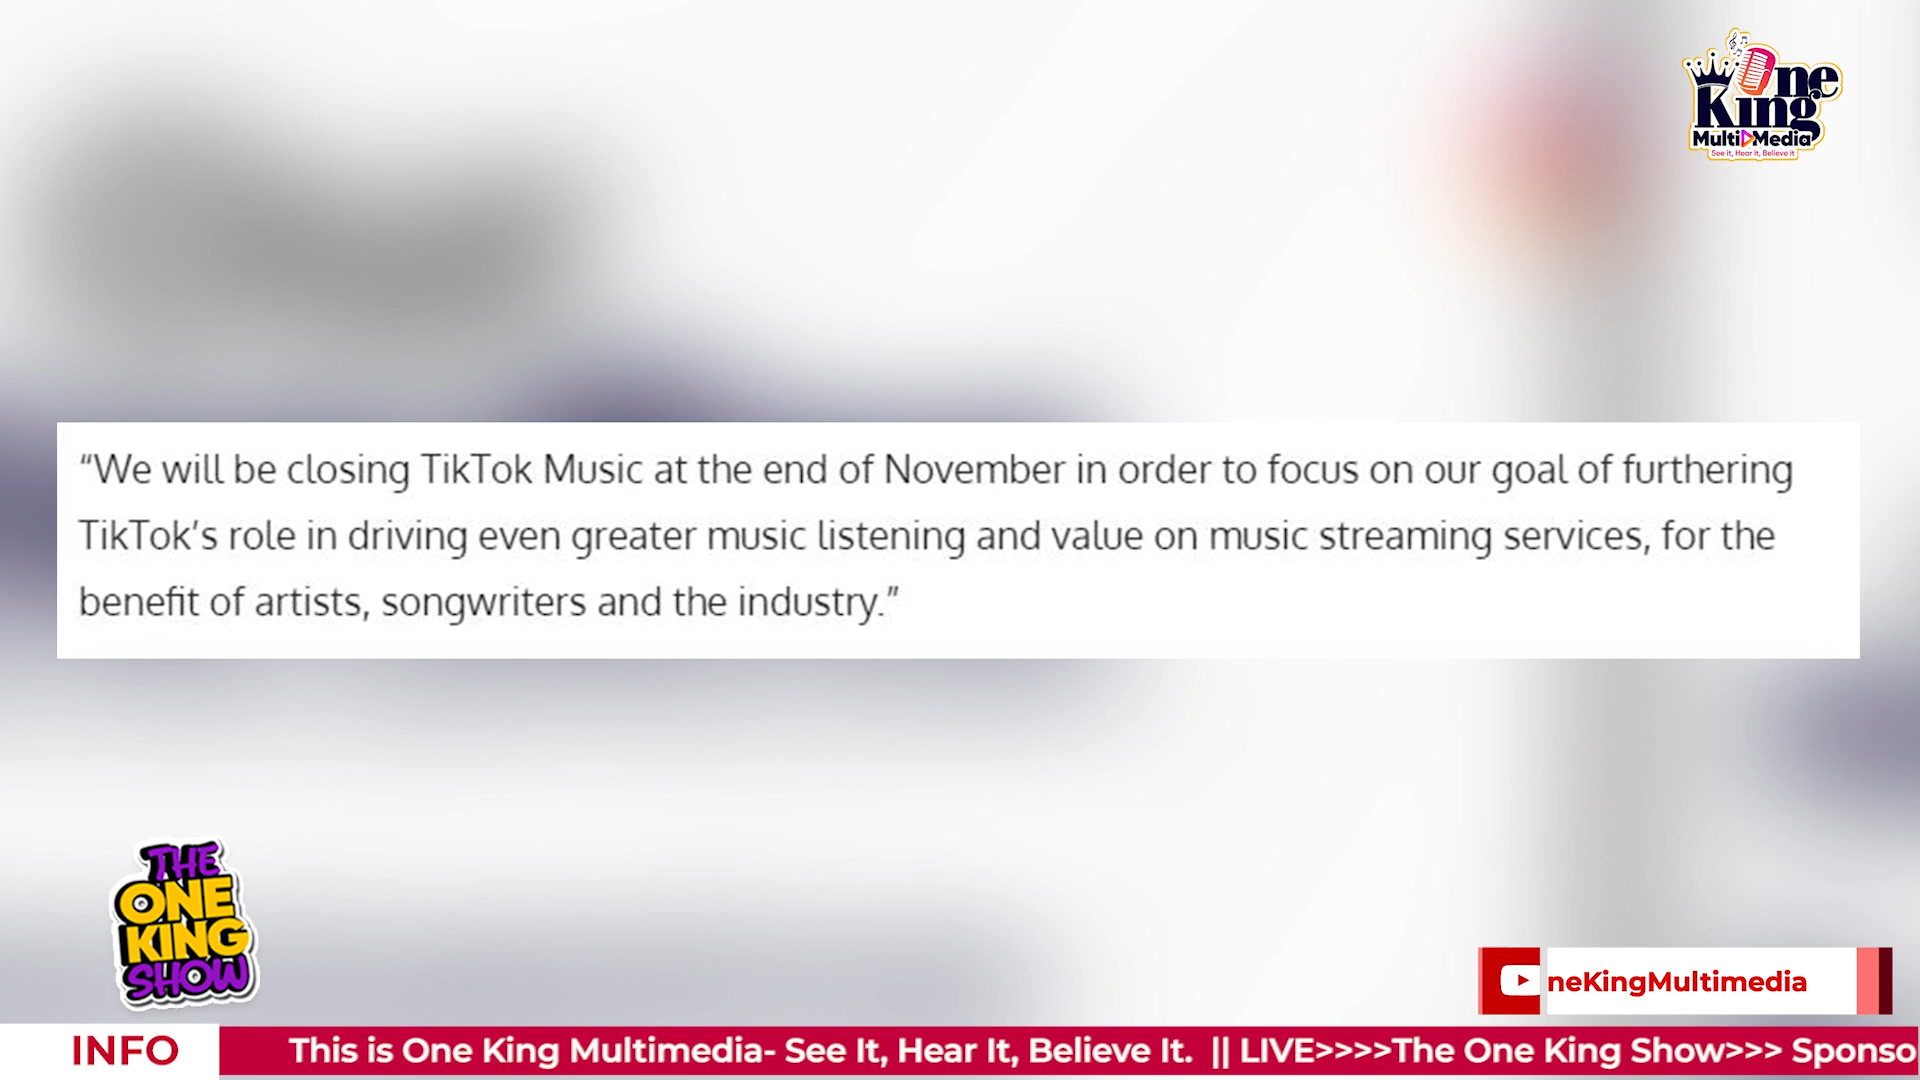 One
King
Multi Media
See it, Hear it, Believe it
“We will be closing TikTok Music at the end of November in order to focus on our goal of furthering
TikTok’s role in driving even greater music listening and value on music streaming services, for the
benefit of artists, songwriters and the industry.”
THE
ONE
KING
SHOW
neKingMultimedia
INFO
This is One King Multimedia- See It, Hear It, Believe It. || LIVE>>>>The One King Show>>> Sponso